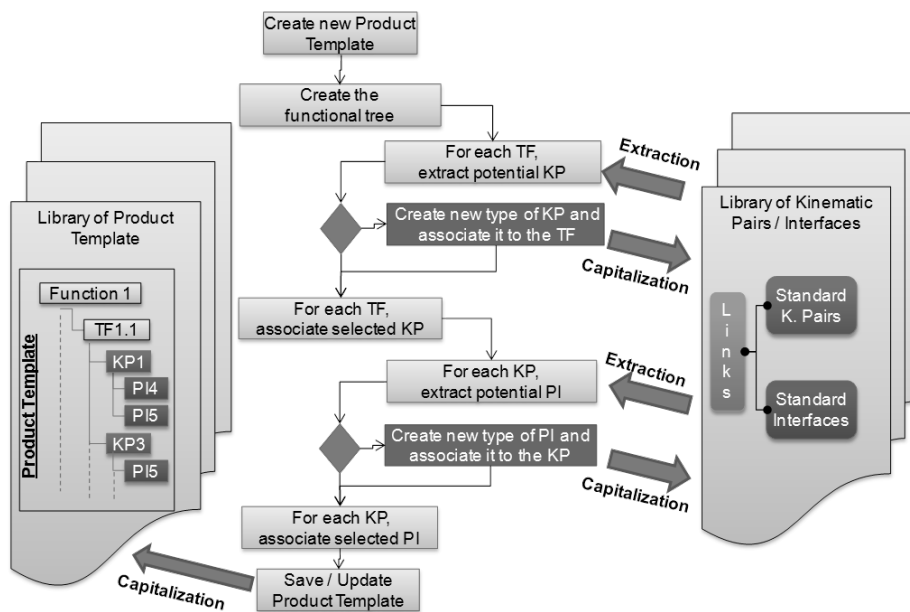 Create new Product
Template
Create the
functional tree
For each TF,
extract potential KP
Extraction
Create new type of KP and
associate it to the TF
Capitalization
For each TF,
associate selected KP
For each KP,
extract potential PI
Extraction
Create new type of PI and
associate it to the KP
Capitalization
For each KP,
associate selected PI
Save / Update
Product Template
Capitalization
Library of Product
Template
Product Template
Function 1
TF1.1
KP1
PI4
PI5
KP3
PI5
Library of Kinematic
Pairs / Interfaces
Links
Standard
K. Pairs
Standard
Interfaces